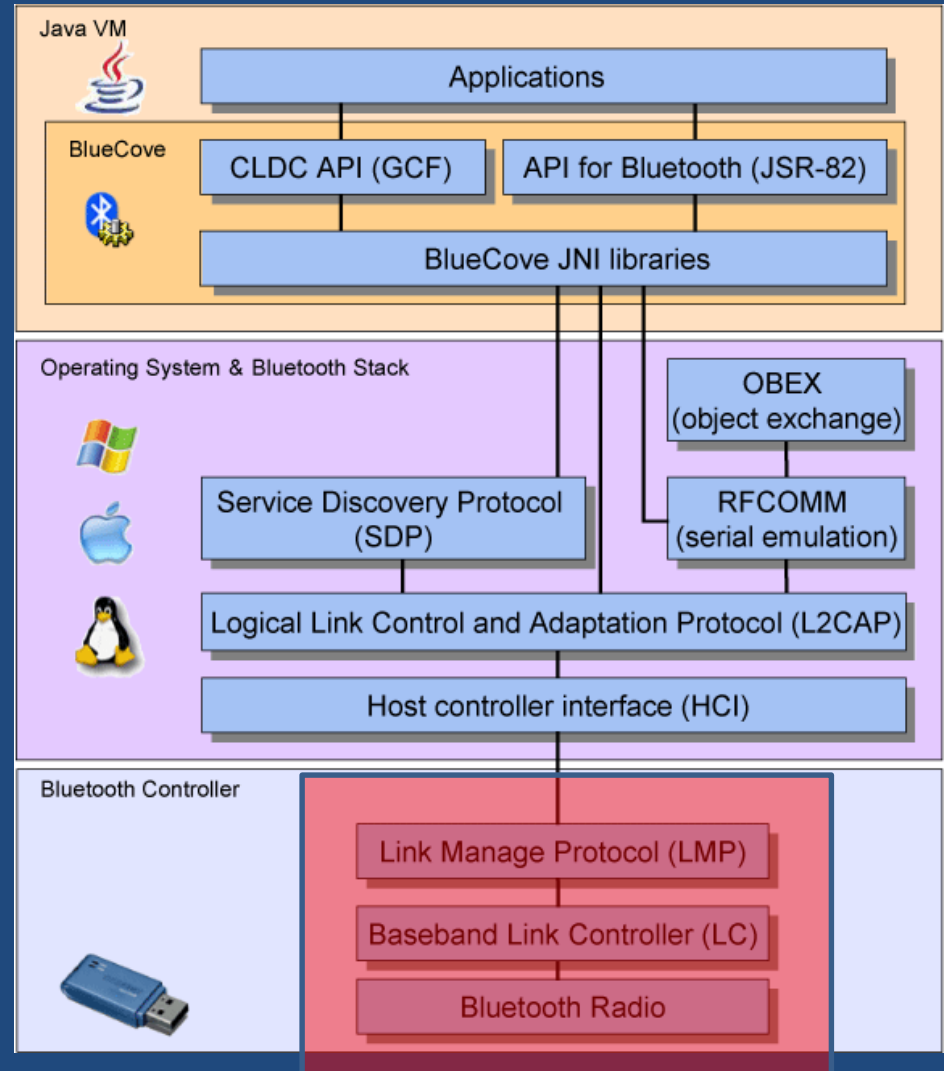 Java VM
Applications
BlueCove
CLDC API (GCF)
API for Bluetooth (JSR-82)
BlueCove JNI libraries
Operating System & Bluetooth Stack
OBEX
(object exchange)
Service Discovery Protocol
(SDP)
RFCOMM
(serial emulation)
Logical Link Control and Adaptation Protocol (L2CAP)
Host controller interface (HCI)
Bluetooth Controller
Link Manage Protocol (LMP)
Baseband Link Controller (LC)
Bluetooth Radio